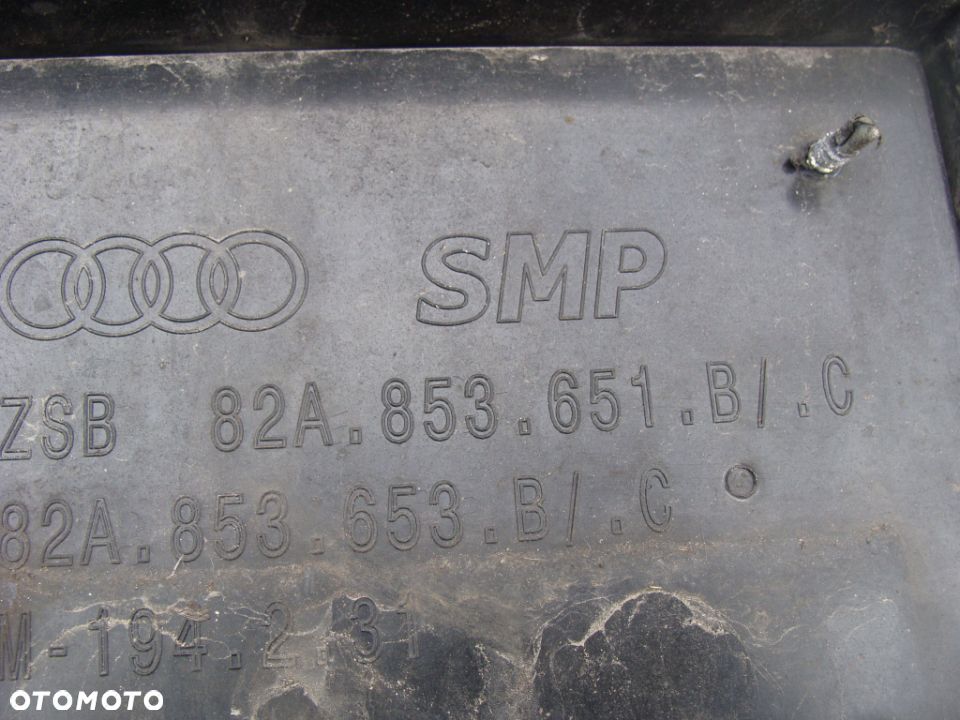 SMP
ZSB 82A.853.651.B/.C
82A.853.653.B/.C
M-194.2.31
OTOMOTO